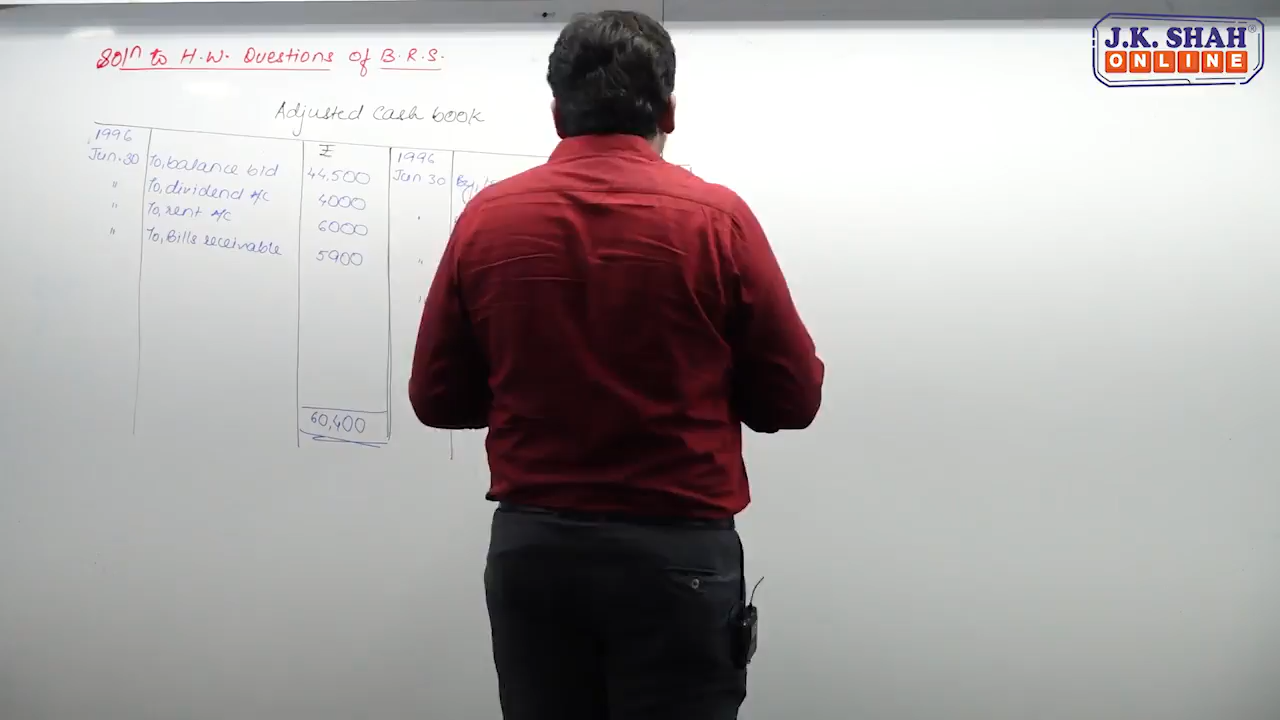 Soln to H.W. Questions of B.R.S.
J.K. SHAH®
ONLINE
Adjusted cash book
1996 ₹ 1996
Jun.30 To, balance b/d 44,500 Jun 30 By,
" To, dividend A/c 4000 "
" To, rent A/c 6000
" To, Bills receivable 5900 "
"
60,400